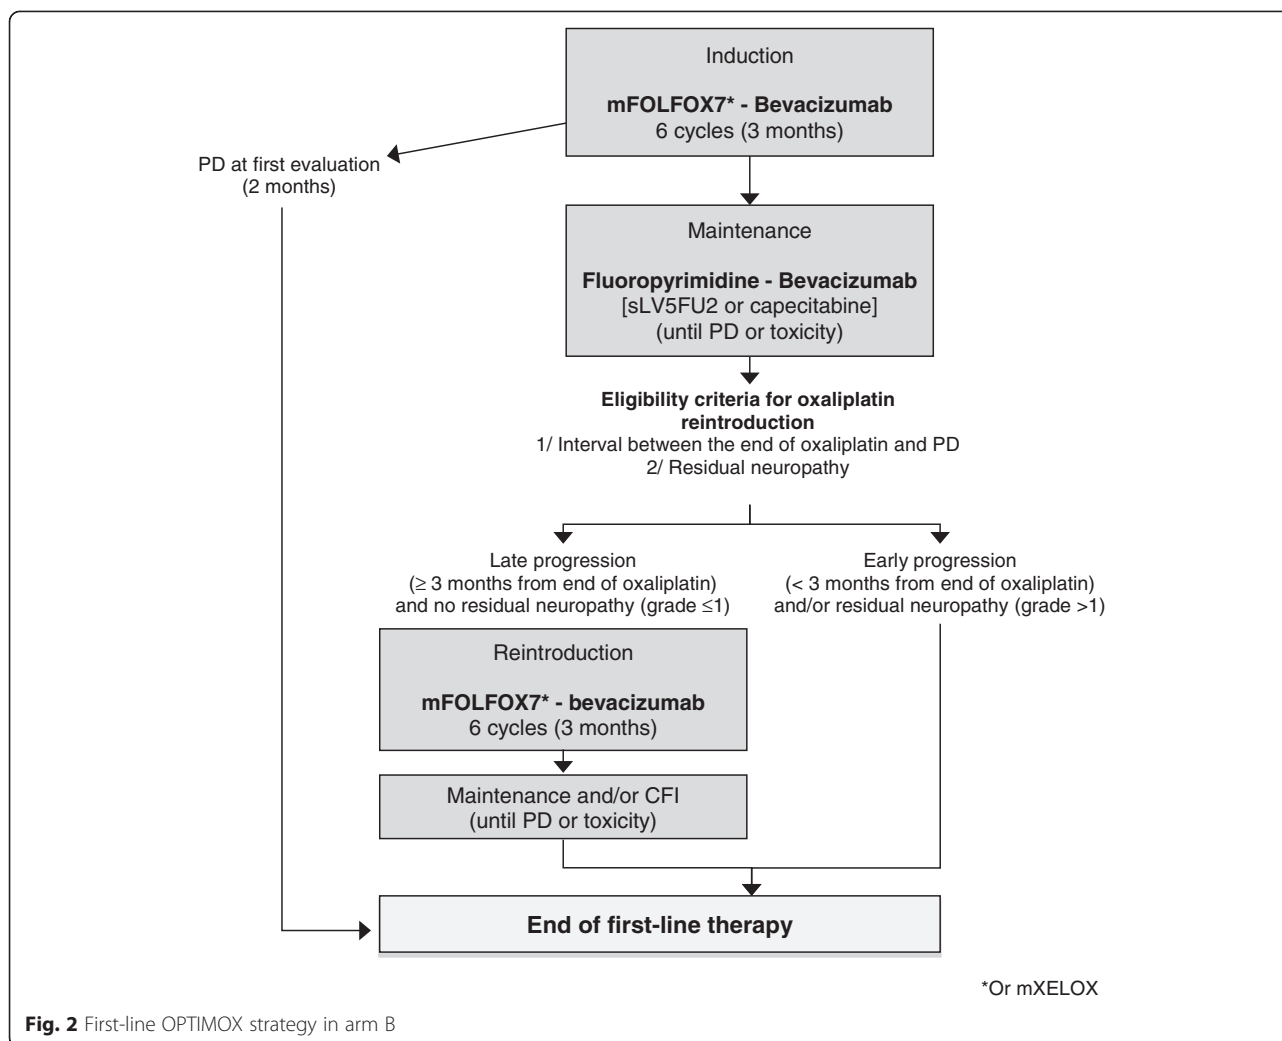 Induction
mFOLFOX7* - Bevacizumab
6 cycles (3 months)
PD at first evaluation
(2 months)
Maintenance
Fluoropyrimidine - Bevacizumab
[sLV5FU2 or capecitabine]
(until PD or toxicity)
Eligibility criteria for oxaliplatin
reintroduction
1/ Interval between the end of oxaliplatin and PD
2/ Residual neuropathy
Late progression
(≥ 3 months from end of oxaliplatin)
and no residual neuropathy (grade ≤1)
Early progression
(< 3 months from end of oxaliplatin)
and/or residual neuropathy (grade >1)
Reintroduction
mFOLFOX7* - bevacizumab
6 cycles (3 months)
Maintenance and/or CFI
(until PD or toxicity)
End of first-line therapy
*Or mXELOX
Fig. 2 First-line OPTIMOX strategy in arm B